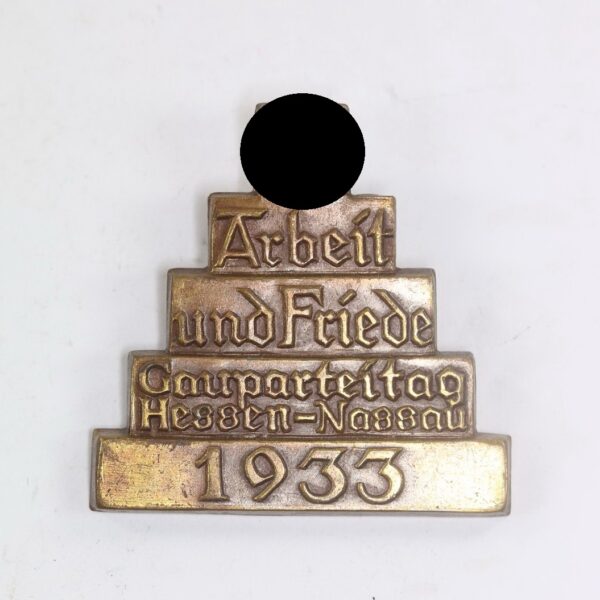 Arbeit
und Friede
Gauparteitag
Hessen-Nassau
1933